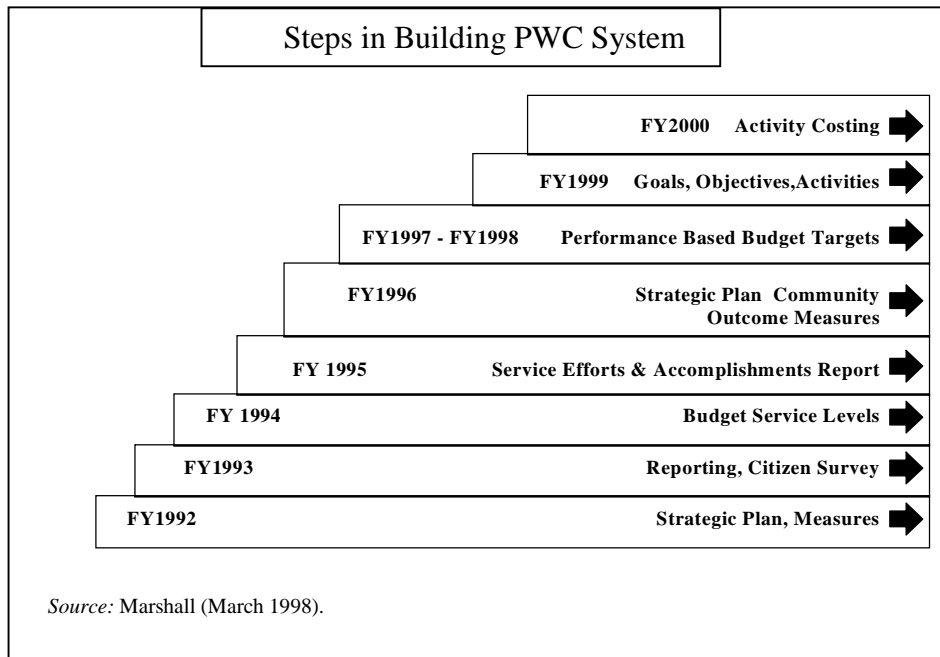 Steps in Building PWC System
FY2000 Activity Costing
FY1999 Goals, Objectives,Activities
FY1997 - FY1998 Performance Based Budget Targets
FY1996 Strategic Plan Community
Outcome Measures
FY 1995 Service Efforts & Accomplishments Report
FY 1994 Budget Service Levels
FY1993 Reporting, Citizen Survey
FY1992 Strategic Plan, Measures
Source: Marshall (March 1998).